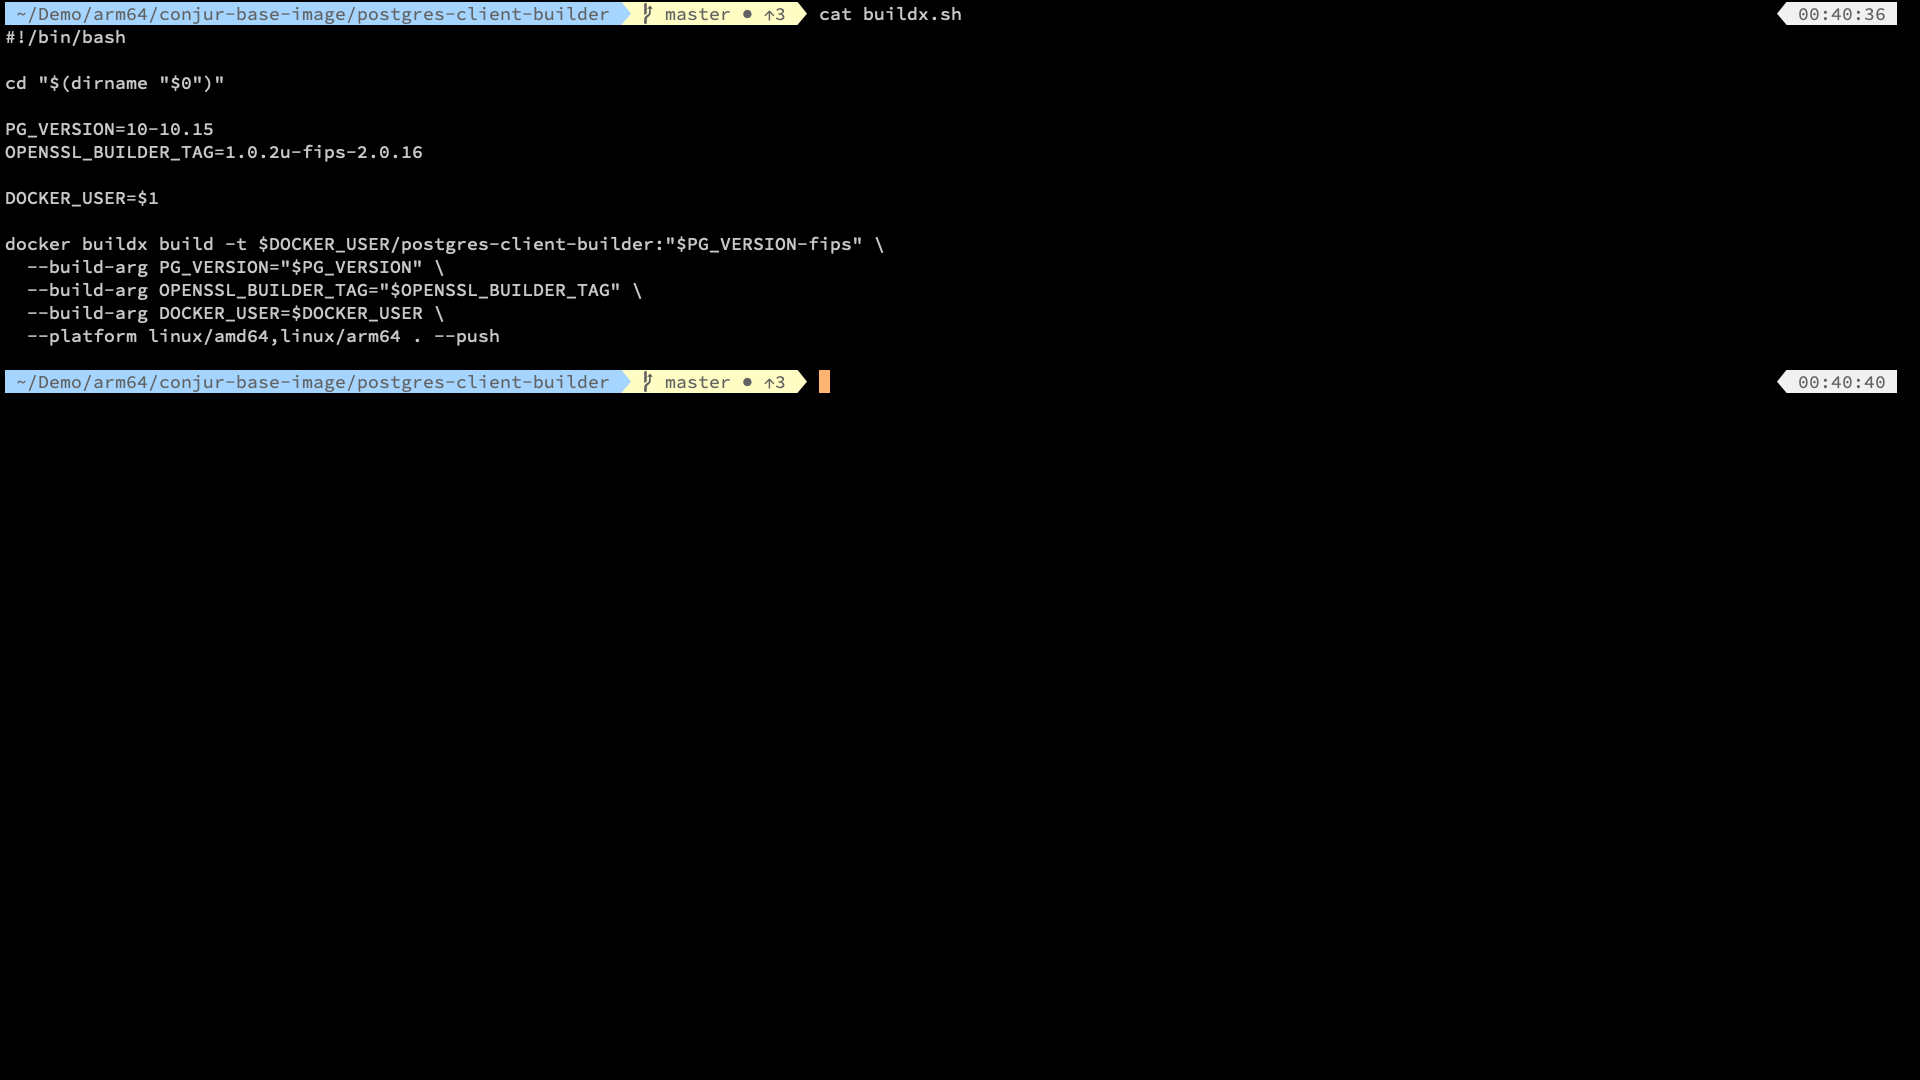 ~/Demo/arm64/conjur-base-image/postgres-client-builder master ● ↑3 cat buildx.sh 00:40:36
#!/bin/bash
cd "$(dirname "$0")"
PG_VERSION=10-10.15
OPENSSL_BUILDER_TAG=1.0.2u-fips-2.0.16
DOCKER_USER=$1
docker buildx build -t $DOCKER_USER/postgres-client-builder:"$PG_VERSION-fips" \
  --build-arg PG_VERSION="$PG_VERSION" \
  --build-arg OPENSSL_BUILDER_TAG="$OPENSSL_BUILDER_TAG" \
  --build-arg DOCKER_USER=$DOCKER_USER \
  --platform linux/amd64,linux/arm64 . --push
~/Demo/arm64/conjur-base-image/postgres-client-builder master ● ↑3 00:40:40